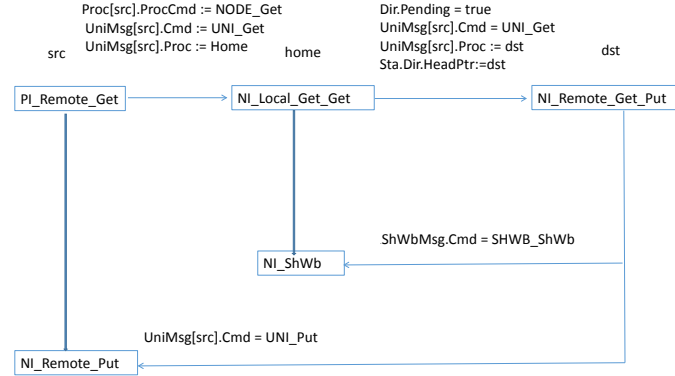 Proc[src].ProcCmd := NODE_Get
UniMsg[src].Cmd := UNI_Get
UniMsg[src].Proc := Home
Dir.Pending = true
UniMsg[src].Cmd = UNI_Get
UniMsg[src].Proc := dst
Sta.Dir.HeadPtr:=dst
src
home
dst
PI_Remote_Get
NI_Local_Get_Get
NI_Remote_Get_Put
ShWbMsg.Cmd = SHWB_ShWb
NI_ShWb
UniMsg[src].Cmd = UNI_Put
NI_Remote_Put